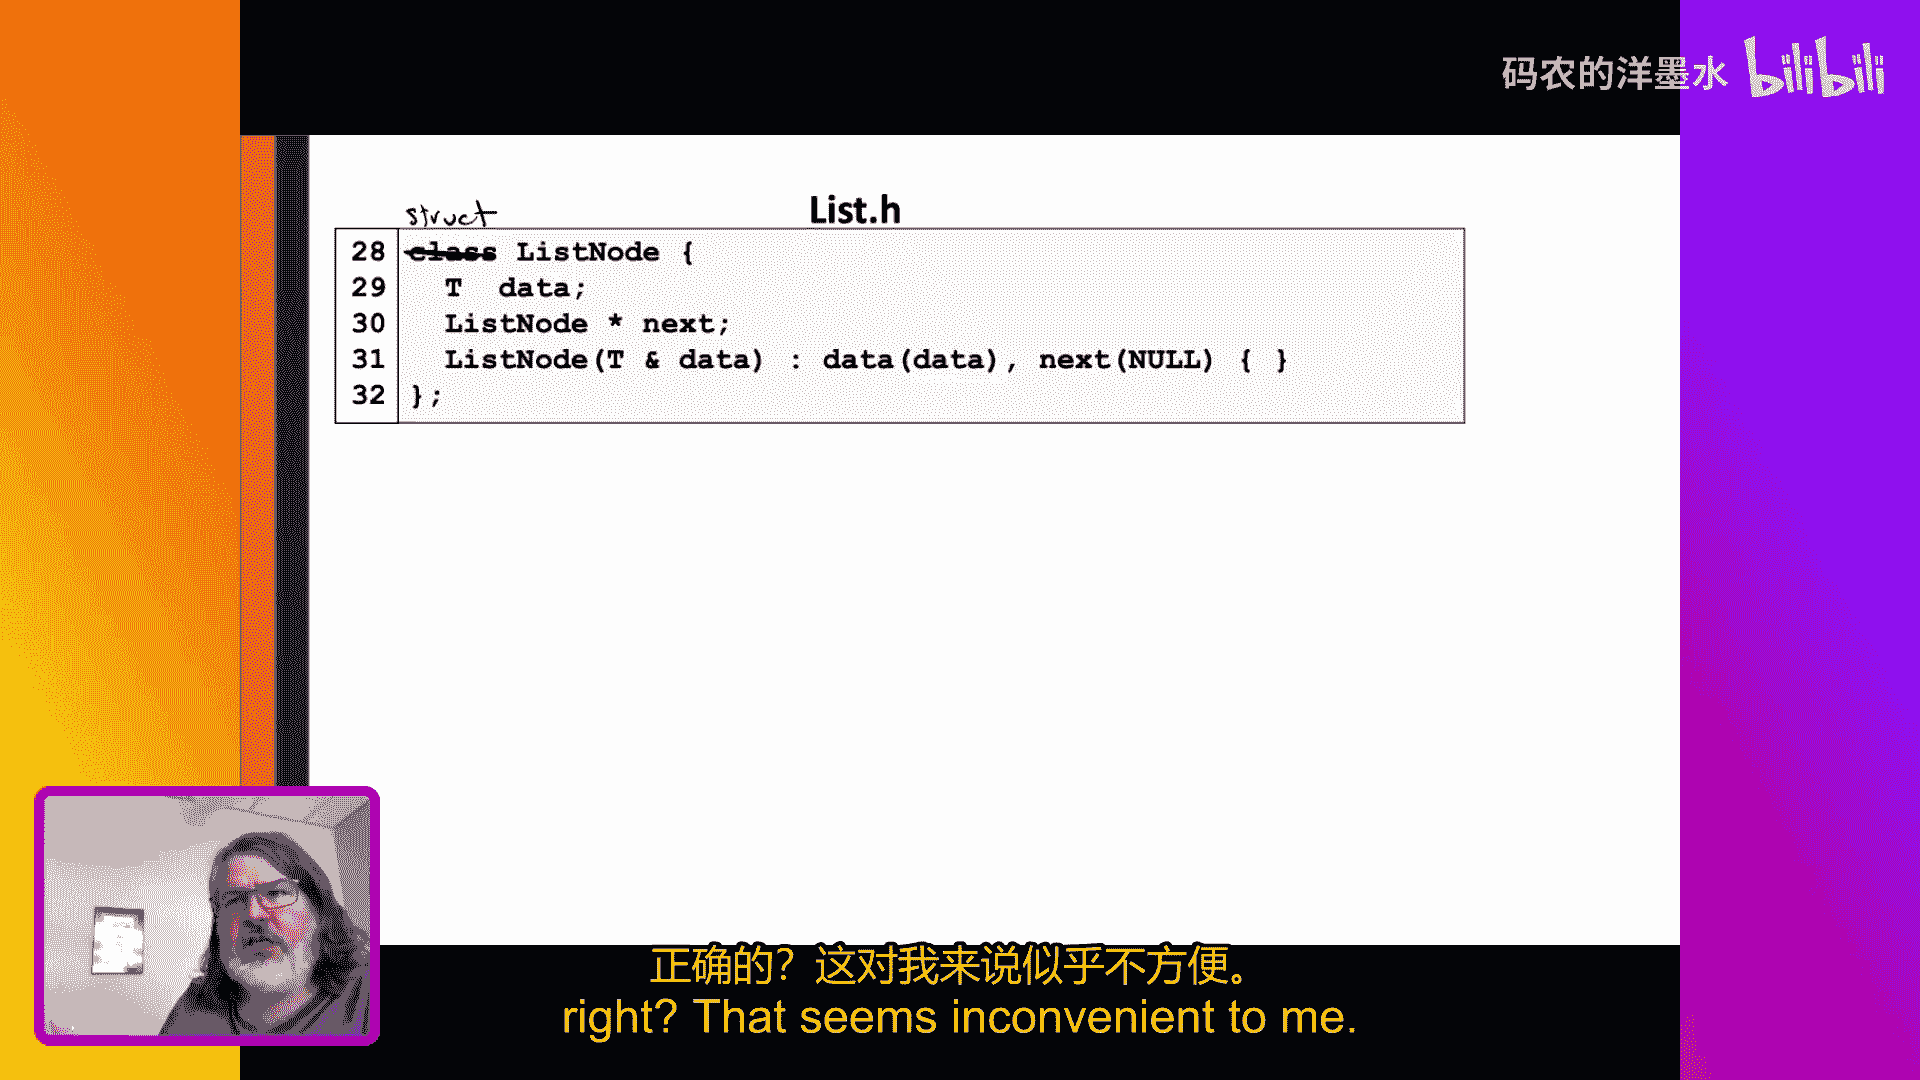 码农的洋墨水 bilibili
List.h
struct
28 class ListNode {
29 T data;
30 ListNode * next;
31 ListNode(T & data) : data(data), next(NULL) { }
32 };
正确的？这对我来说似乎不方便。
right? That seems inconvenient to me.